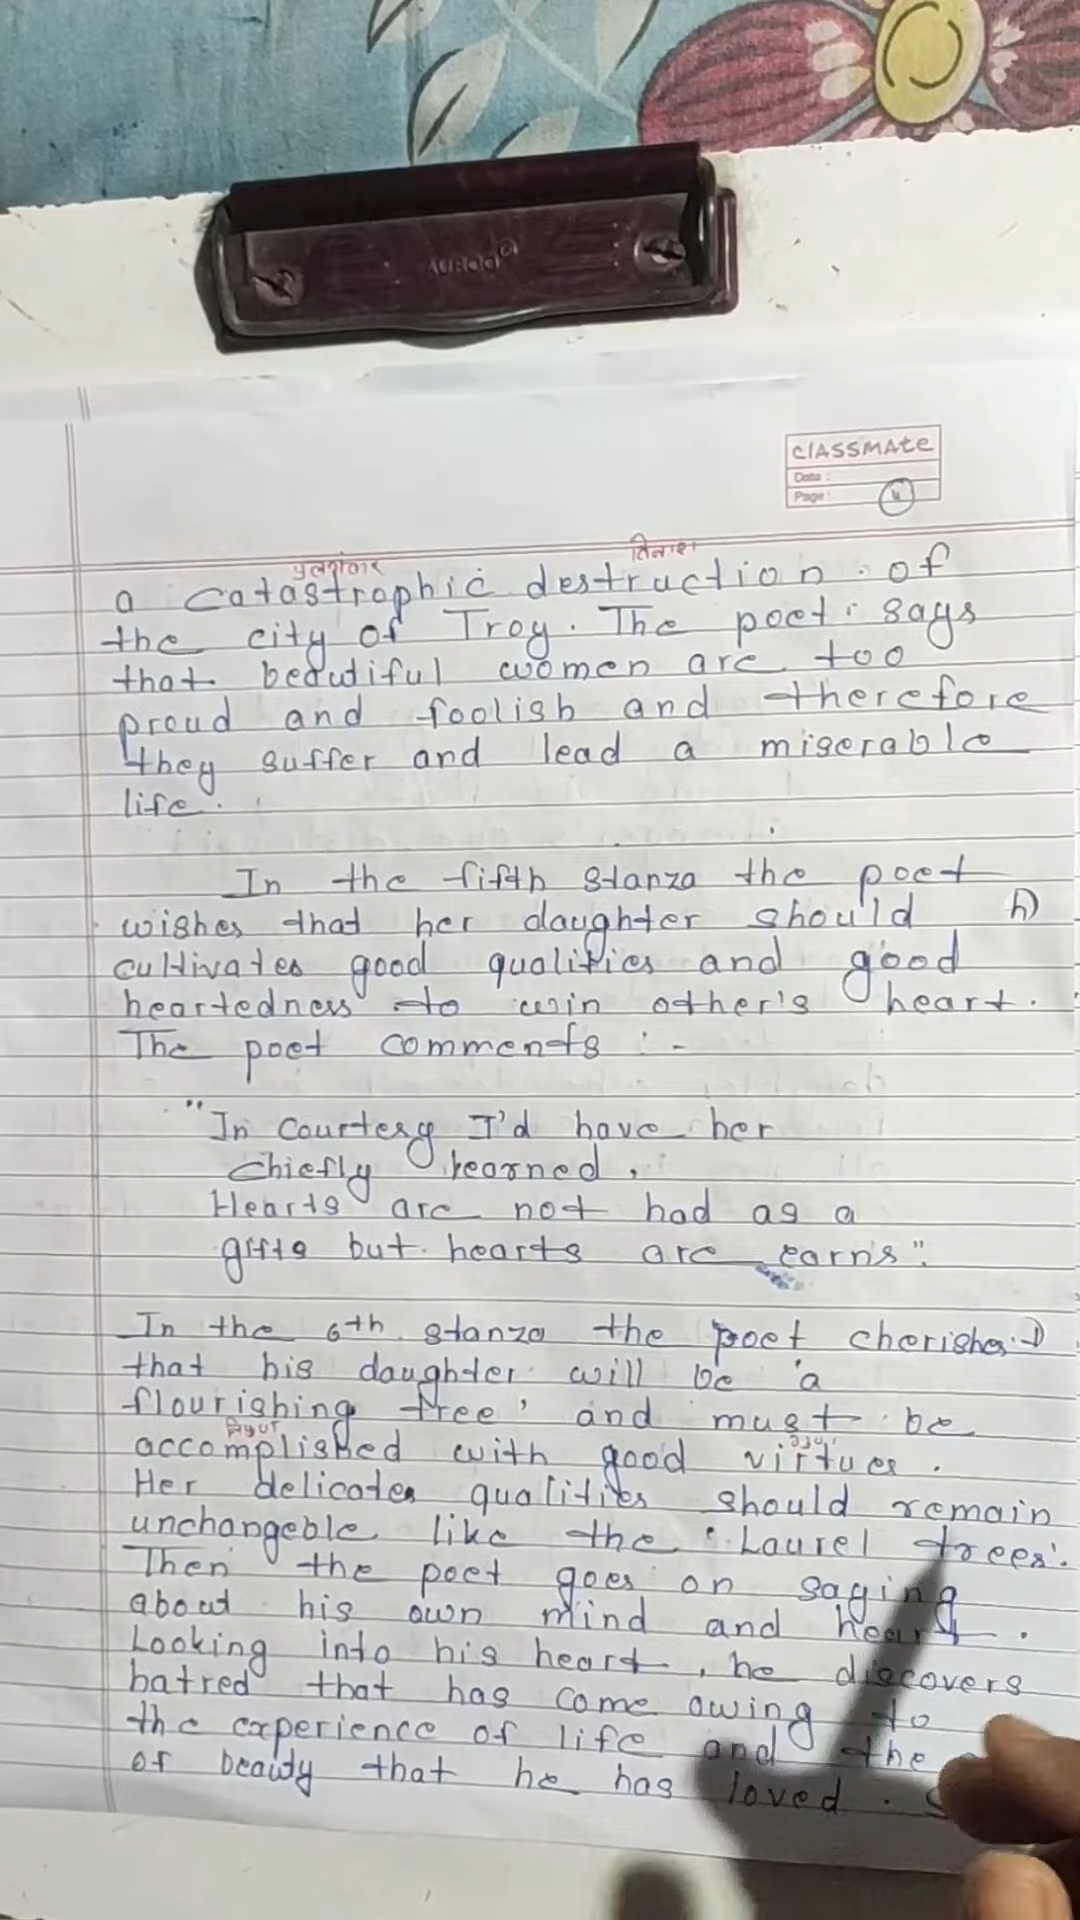 AUROO
CLASSMATE
Date :
Page : 4
प्रलयंकार विनाश
a catastrophic destruction of
the city of Troy. The poet says
that beautiful women are too
proud and foolish and therefore
they suffer and lead a miserable
life.
In the fifth stanza the poet
wishes that her daughter should
cultivates good qualities and good
heartedness to win other's heart.
The poet comments :-
"In Courtesy I'd have her
chiefly learned,
Hearts are not had as a
gifts but hearts are earns".
In the 6th stanza the poet cherishes
that his daughter will be 'a
flourishing tree' and must be
निपुण
accomplished with good virtues.
Her delicates qualities should remain
unchangeble like the 'Laurel trees'.
Then the poet goes on saying
about his own mind and heart.
Looking into his heart, he discovers
hatred that has come owing to
the experience of life and the
of beauty that he has loved.